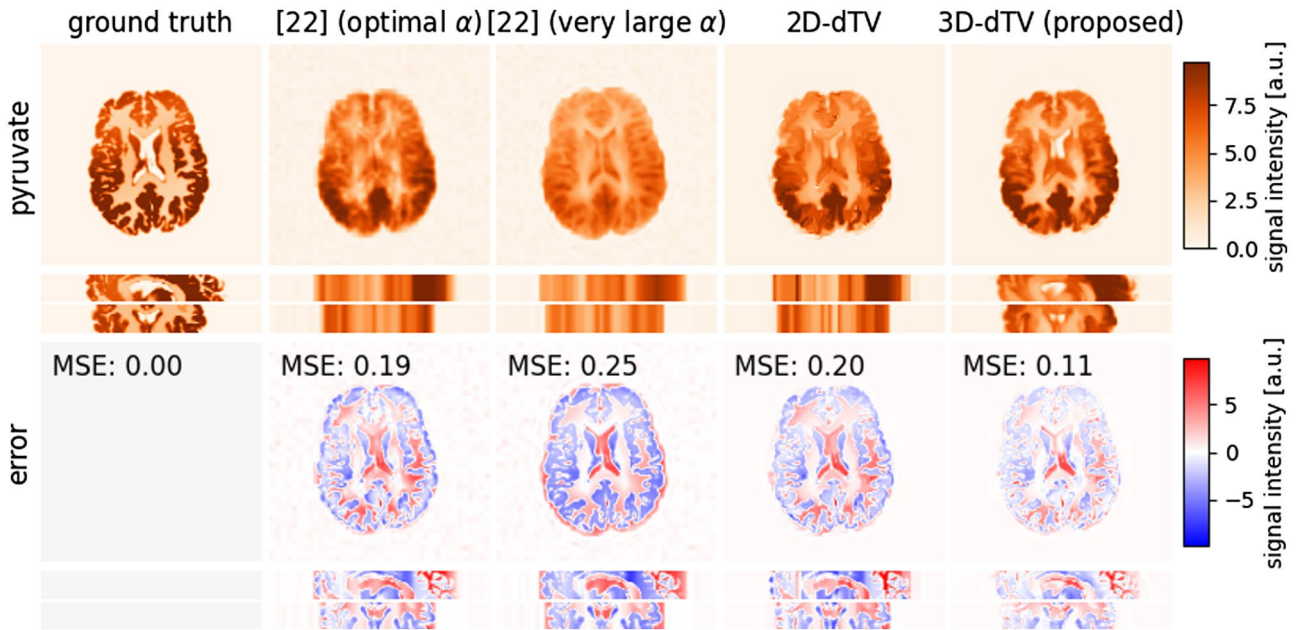 ground truth
[22] (optimal α)
[22] (very large α)
2D-dTV
3D-dTV (proposed)
pyruvate
7.5
5.0
2.5
0.0
signal intensity [a.u.]
error
MSE: 0.00
MSE: 0.19
MSE: 0.25
MSE: 0.20
MSE: 0.11
5
0
−5
signal intensity [a.u.]